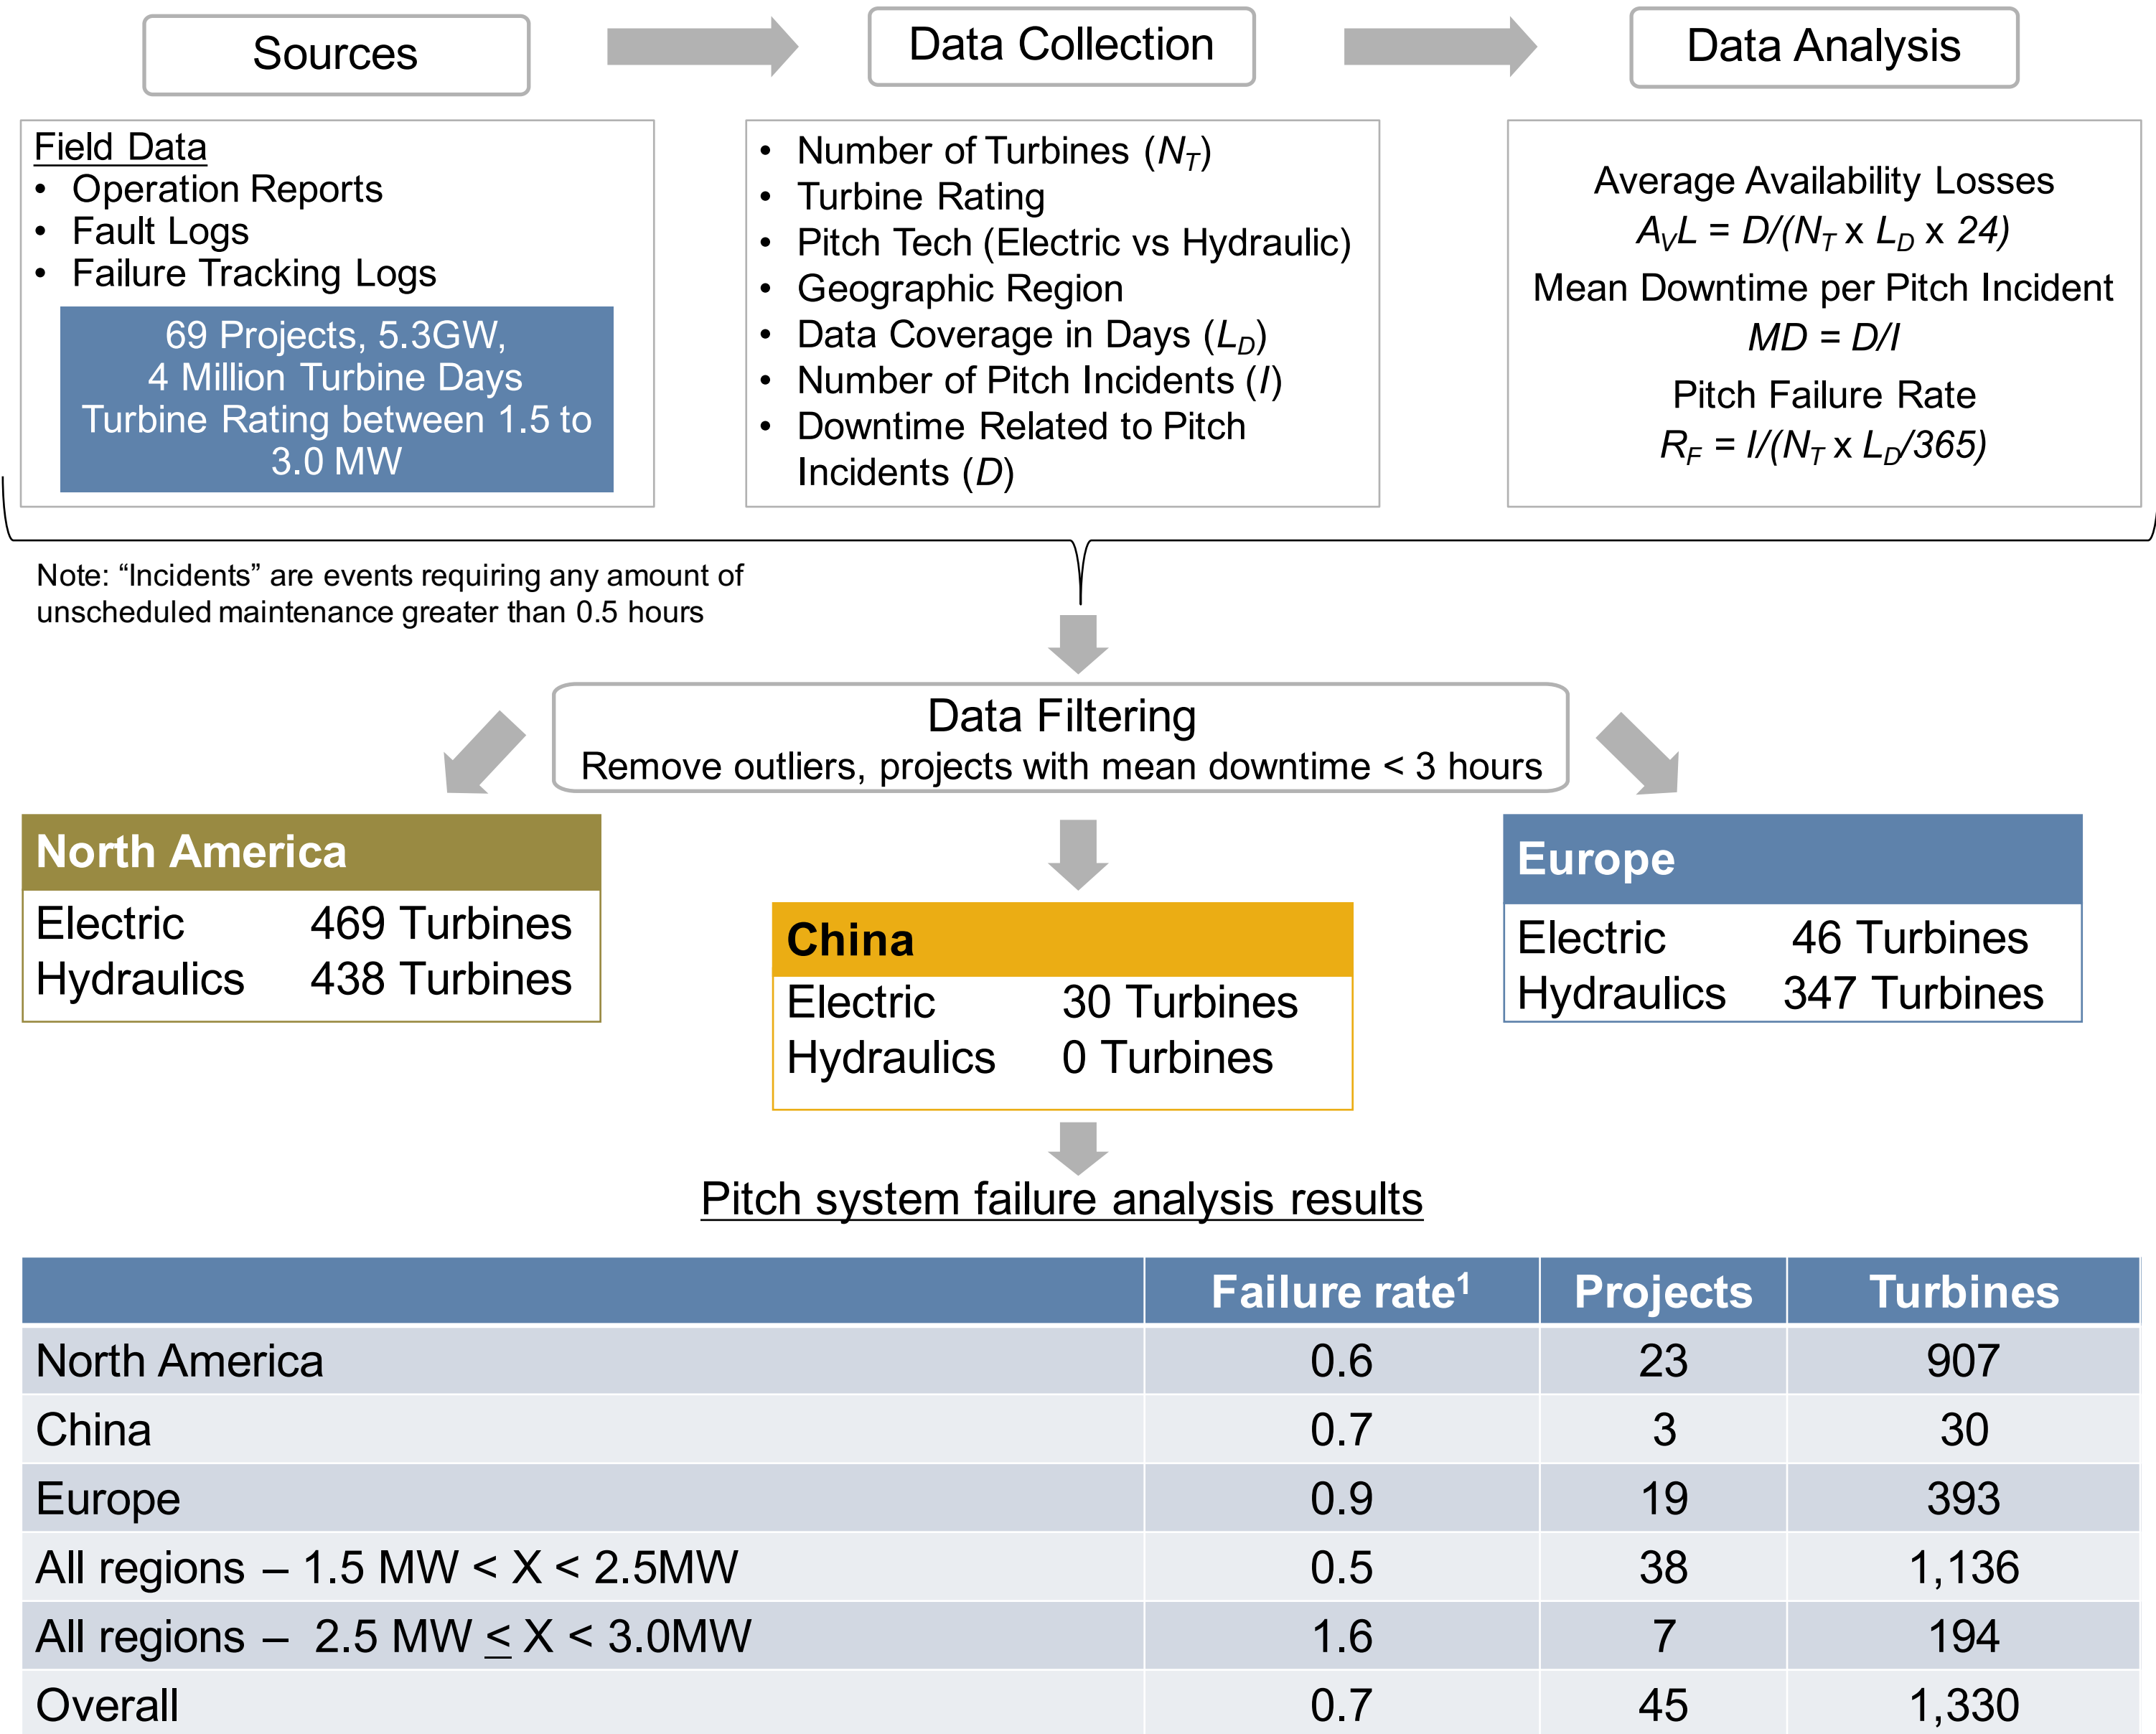 Sources
Data Collection
Data Analysis
Field Data
• Operation Reports
• Fault Logs
• Failure Tracking Logs
69 Projects, 5.3GW,
4 Million Turbine Days
Turbine Rating between 1.5 to
3.0 MW
• Number of Turbines (N_T)
• Turbine Rating
• Pitch Tech (Electric vs Hydraulic)
• Geographic Region
• Data Coverage in Days (L_D)
• Number of Pitch Incidents (I)
• Downtime Related to Pitch
Incidents (D)
Average Availability Losses
A_VL = D/(N_T x L_D x 24)
Mean Downtime per Pitch Incident
MD = D/I
Pitch Failure Rate
R_F = I/(N_T x L_D/365)
Note: “Incidents” are events requiring any amount of
unscheduled maintenance greater than 0.5 hours
Data Filtering
Remove outliers, projects with mean downtime < 3 hours
North America
Electric 469 Turbines
Hydraulics 438 Turbines
China
Electric 30 Turbines
Hydraulics 0 Turbines
Europe
Electric 46 Turbines
Hydraulics 347 Turbines
Pitch system failure analysis results
Failure rate¹ Projects Turbines
North America 0.6 23 907
China 0.7 3 30
Europe 0.9 19 393
All regions – 1.5 MW < X < 2.5MW 0.5 38 1,136
All regions – 2.5 MW ≤ X < 3.0MW 1.6 7 194
Overall 0.7 45 1,330